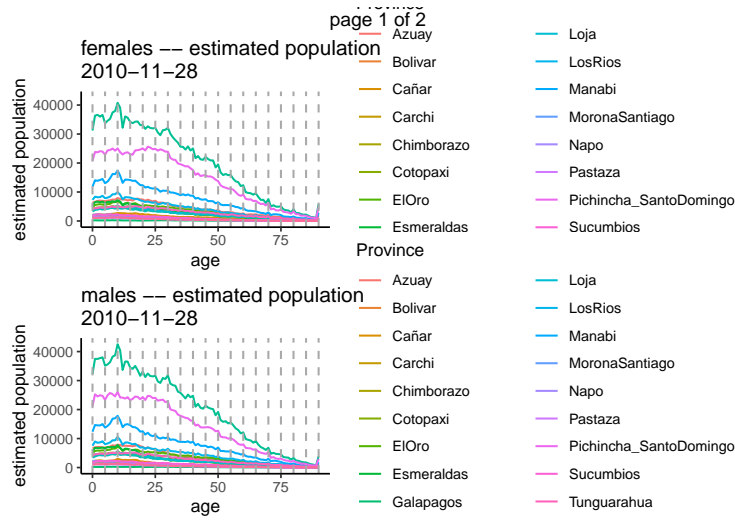 page 1 of 2
Province
females −− estimated population
2010−11−28
estimated population
40000
30000
20000
10000
0
0 25 50 75
age
Azuay
Bolivar
Cañar
Carchi
Chimborazo
Cotopaxi
ElOro
Esmeraldas
Loja
LosRios
Manabi
MoronaSantiago
Napo
Pastaza
Pichincha_SantoDomingo
Sucumbios
males −− estimated population
2010−11−28
estimated population
40000
30000
20000
10000
0
0 25 50 75
age
Province
Azuay
Bolivar
Cañar
Carchi
Chimborazo
Cotopaxi
ElOro
Esmeraldas
Galapagos
Loja
LosRios
Manabi
MoronaSantiago
Napo
Pastaza
Pichincha_SantoDomingo
Sucumbios
Tunguarahua